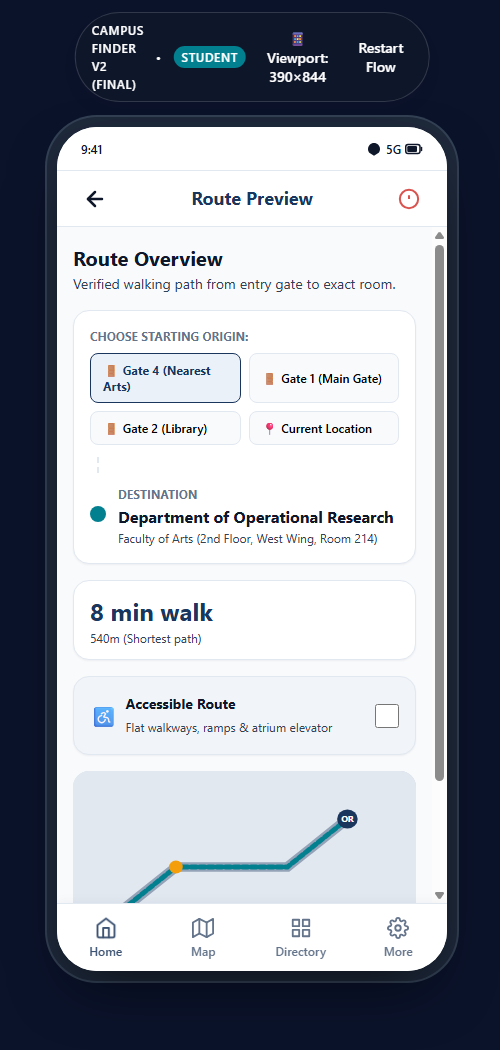 CAMPUS
FINDER
V2
(FINAL)
•
STUDENT
Viewport:
390×844
Restart
Flow
9:41
5G
Route Preview
Route Overview
Verified walking path from entry gate to exact room.
CHOOSE STARTING ORIGIN:
Gate 4 (Nearest
Arts)
Gate 1 (Main Gate)
Gate 2 (Library)
Current Location
DESTINATION
Department of Operational Research
Faculty of Arts (2nd Floor, West Wing, Room 214)
8 min walk
540m (Shortest path)
Accessible Route
Flat walkways, ramps & atrium elevator
OR
Home
Map
Directory
More